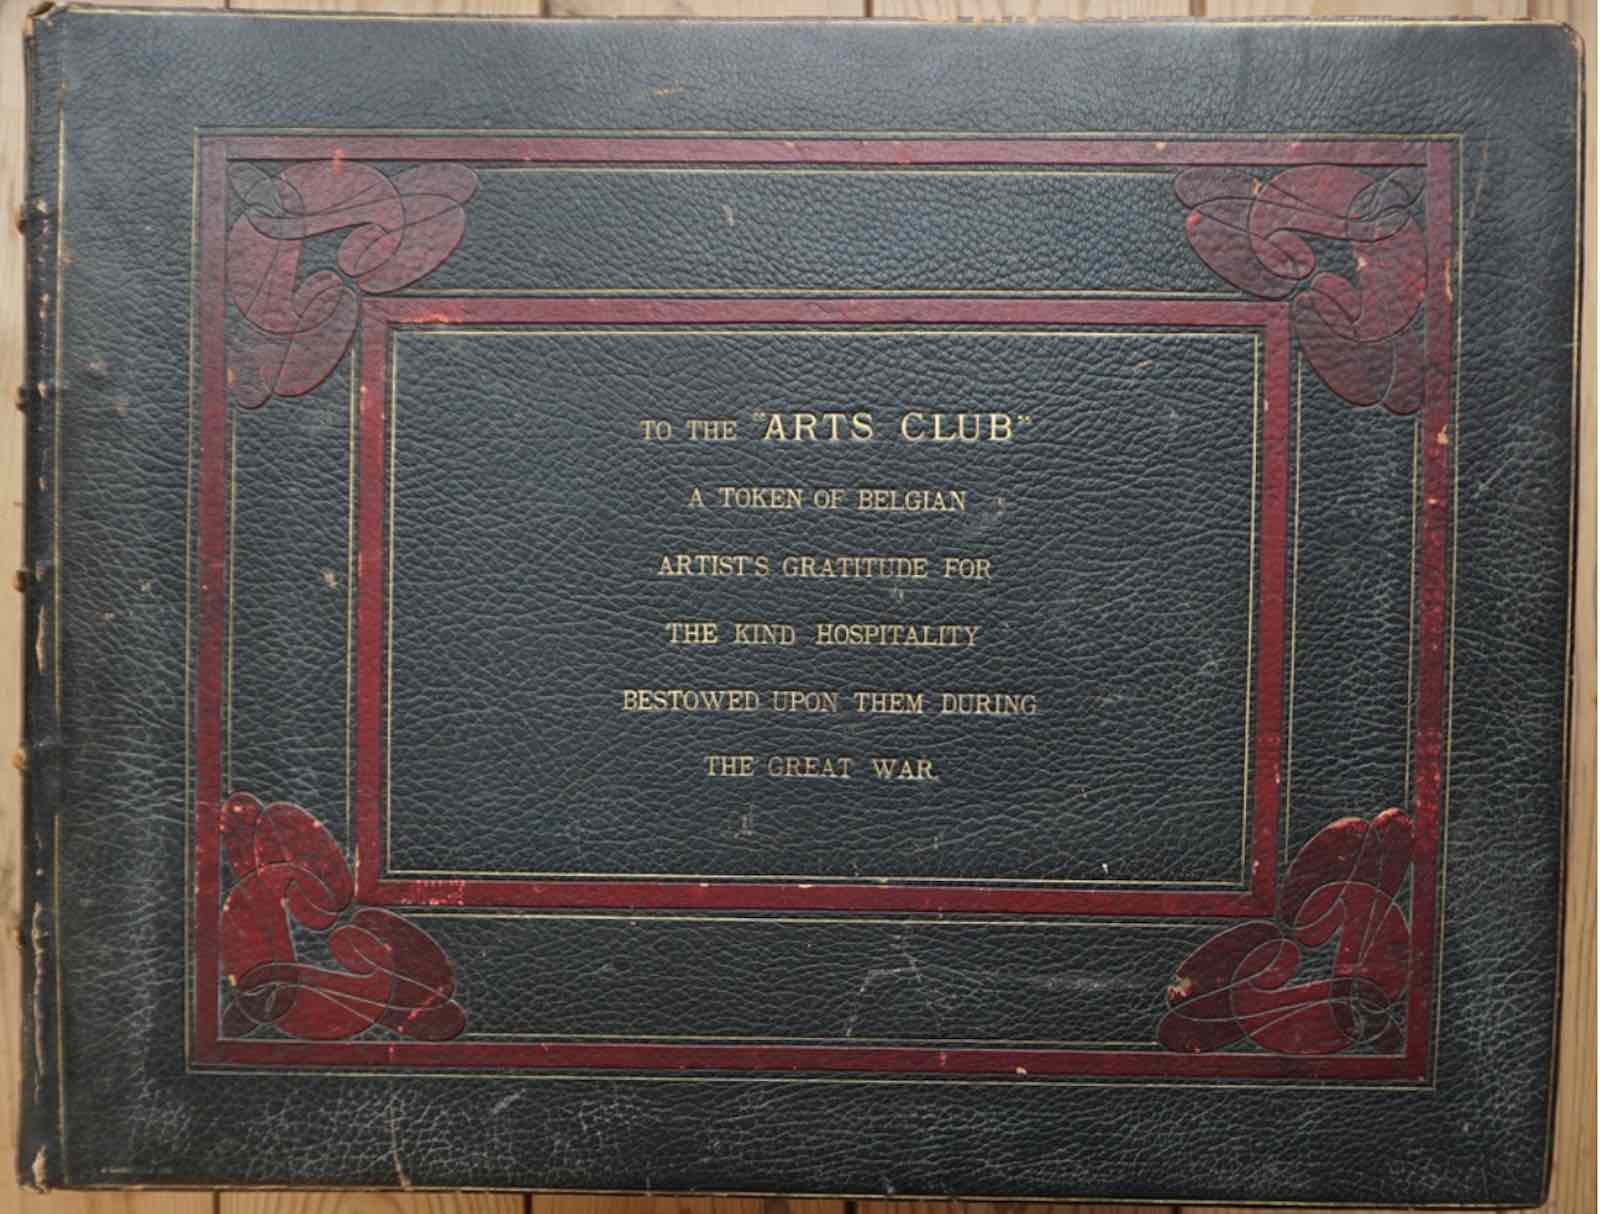 TO THE "ARTS CLUB"
A TOKEN OF BELGIAN
ARTIST'S GRATITUDE FOR
THE KIND HOSPITALITY
BESTOWED UPON THEM DURING
THE GREAT WAR.